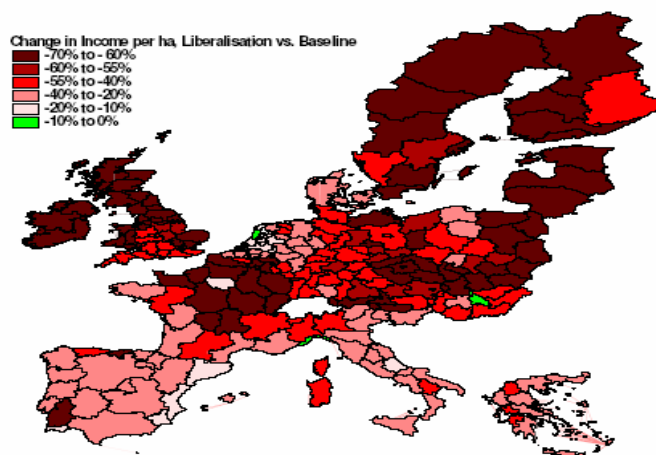 Change in Income per ha, Liberalisation vs. Baseline
-70% to -60%
-60% to -55%
-55% to -40%
-40% to -20%
-20% to -10%
-10% to 0%